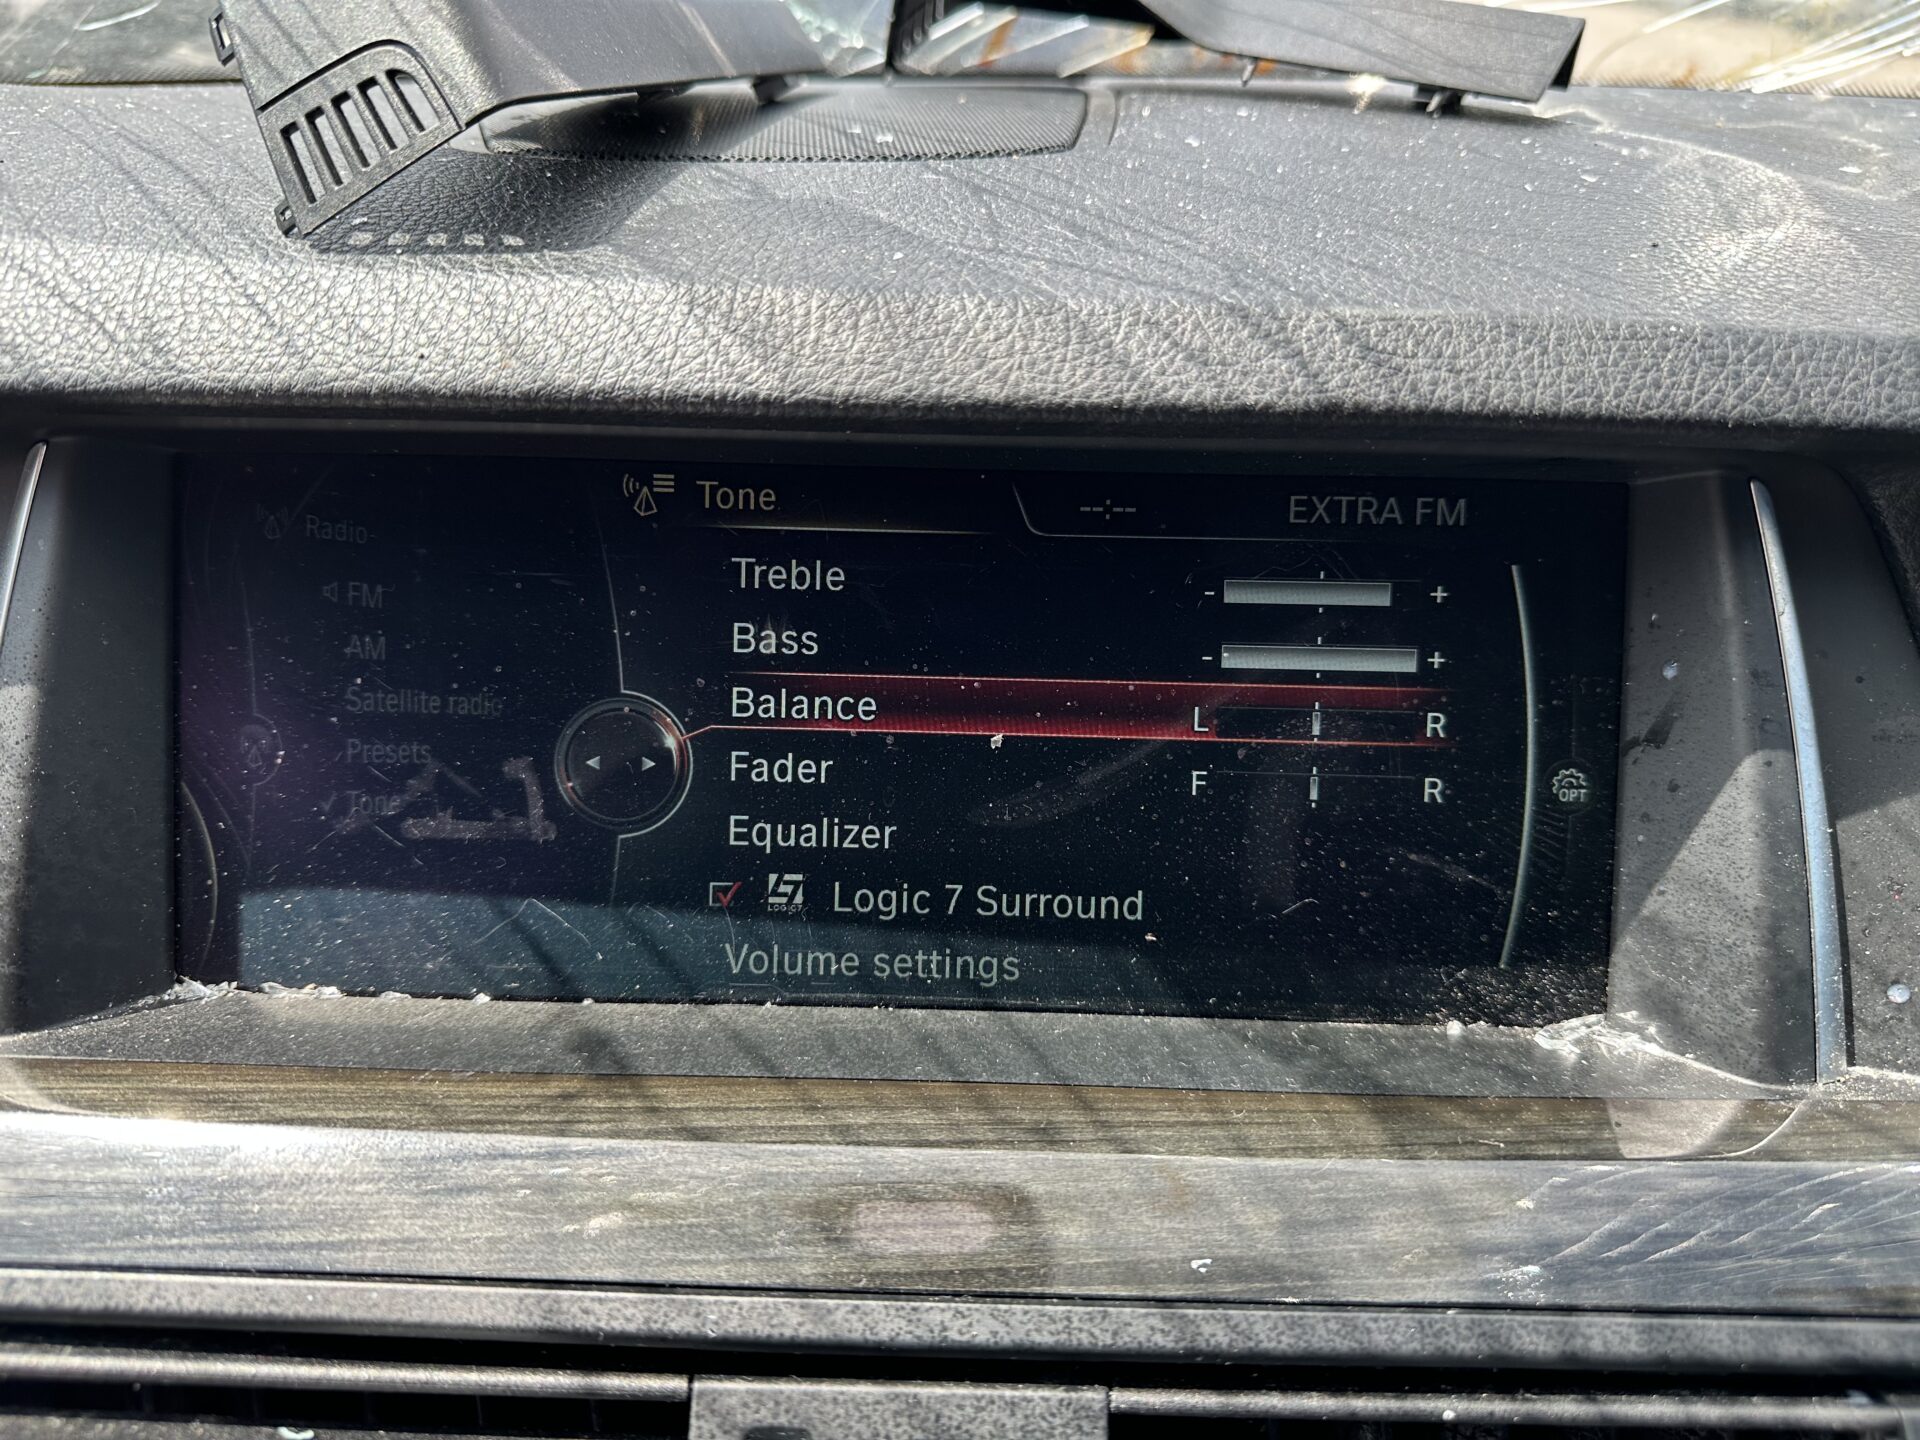 Tone
--:--
EXTRA FM
Radio
FM
AM
Satellite radio
Presets
Tone
Treble - +
Bass - +
Balance L R
Fader F R
Equalizer
LOGIC7 Logic 7 Surround
Volume settings
OPT